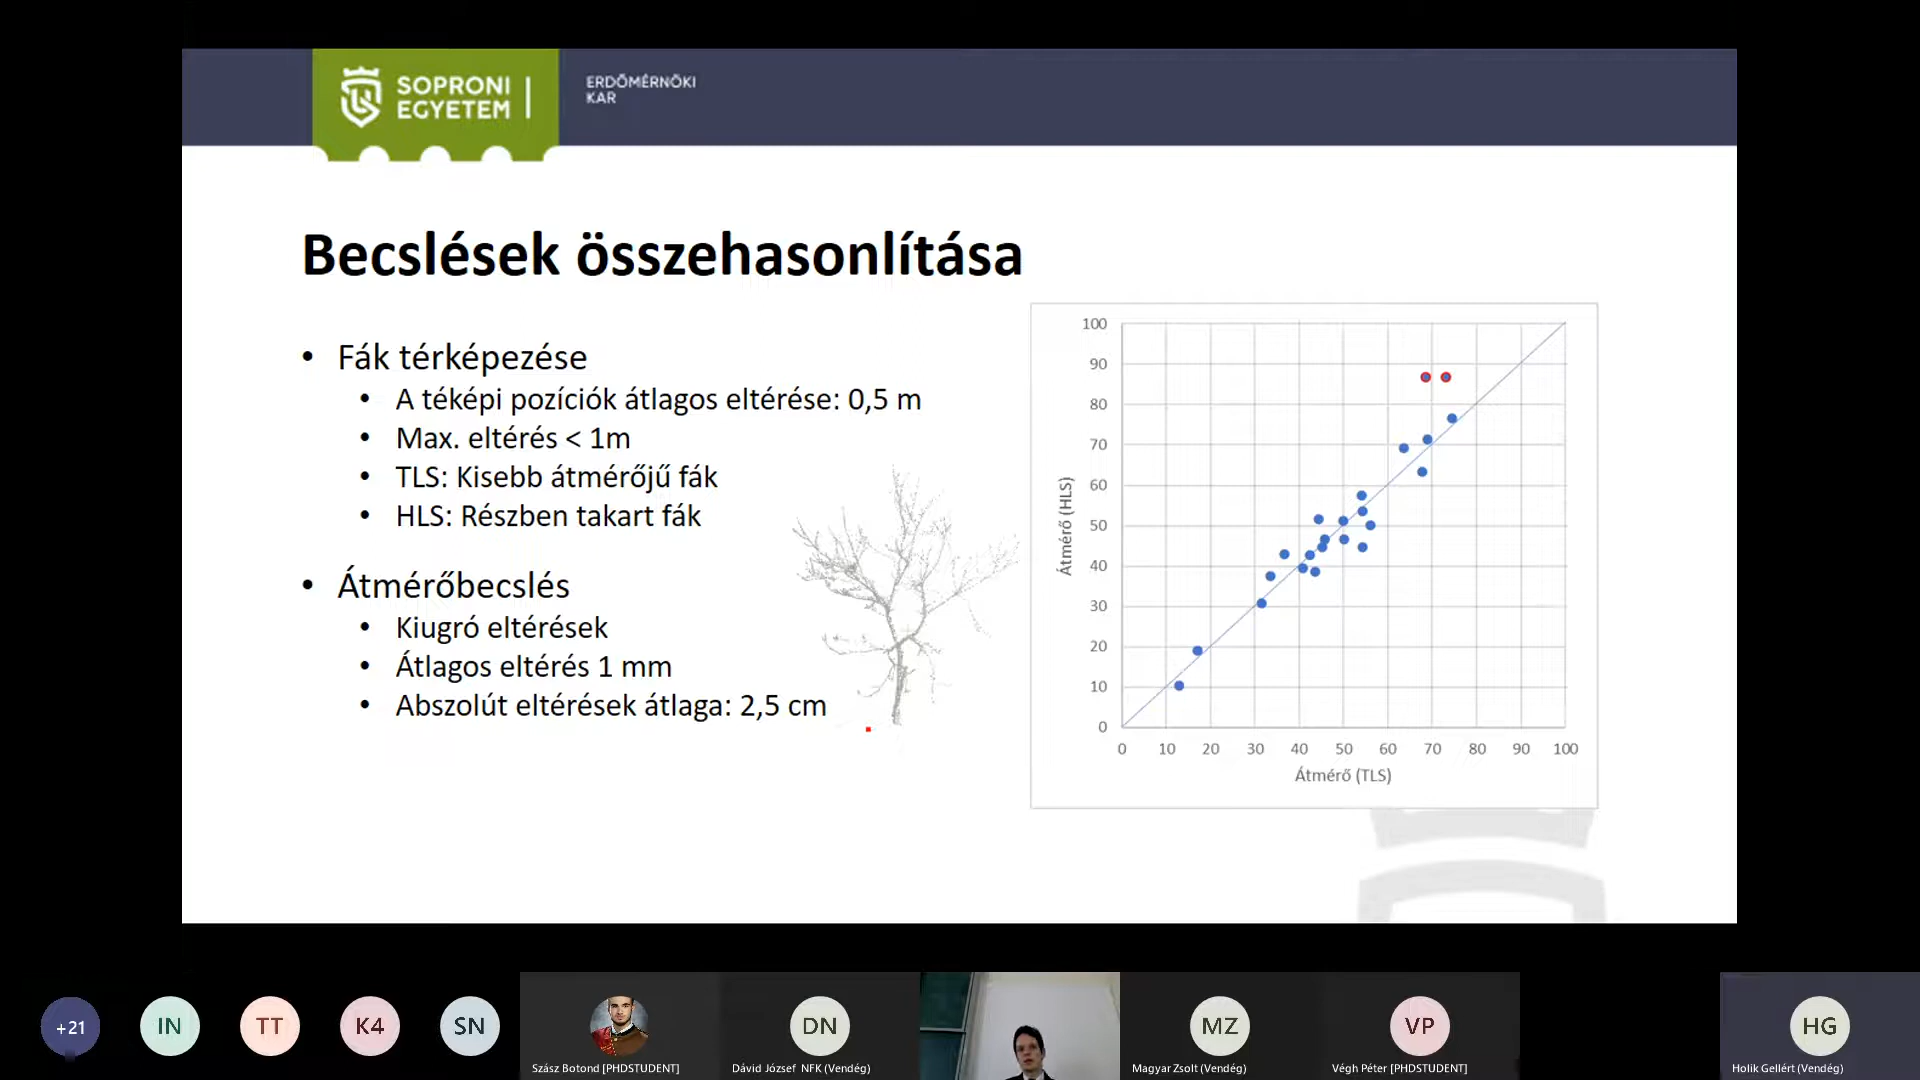 SOPRONI
EGYETEM
ERDŐMÉRNÖKI
KAR
Becslések összehasonlítása
• Fák térképezése
• A téképi pozíciók átlagos eltérése: 0,5 m
• Max. eltérés < 1m
• TLS: Kisebb átmérőjű fák
• HLS: Részben takart fák
• Átmérőbecslés
• Kiugró eltérések
• Átlagos eltérés 1 mm
• Abszolút eltérések átlaga: 2,5 cm
Átmérő (HLS)
100
90
80
70
60
50
40
30
20
10
0
0 10 20 30 40 50 60 70 80 90 100
Átmérő (TLS)
+21
IN
TT
K4
SN
Szász Botond [PHDSTUDENT]
DN
Dávid József NFK (Vendég)
MZ
Magyar Zsolt (Vendég)
VP
Végh Péter [PHDSTUDENT]
HG
Holik Gellért (Vendég)